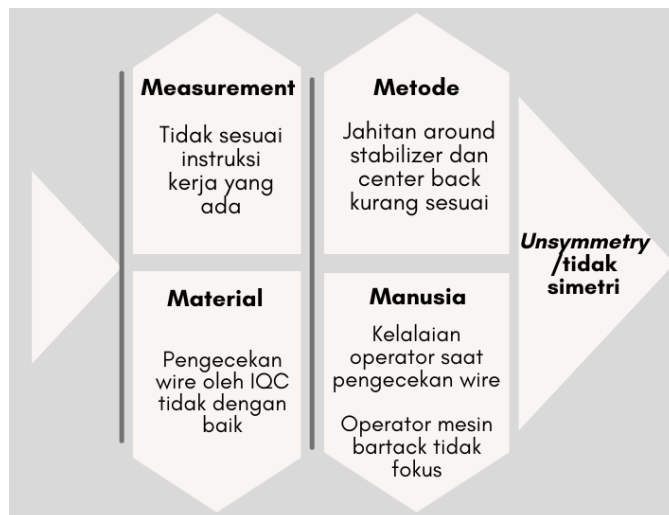 Measurement
Tidak sesuai
instruksi
kerja yang
ada
Metode
Jahitan around
stabilizer dan
center back
kurang sesuai
Material
Pengecekan
wire oleh IQC
tidak dengan
baik
Manusia
Kelalaian
operator saat
pengecekan wire
Operator mesin
bartack tidak
fokus
Unsymmetry
/tidak
simetri